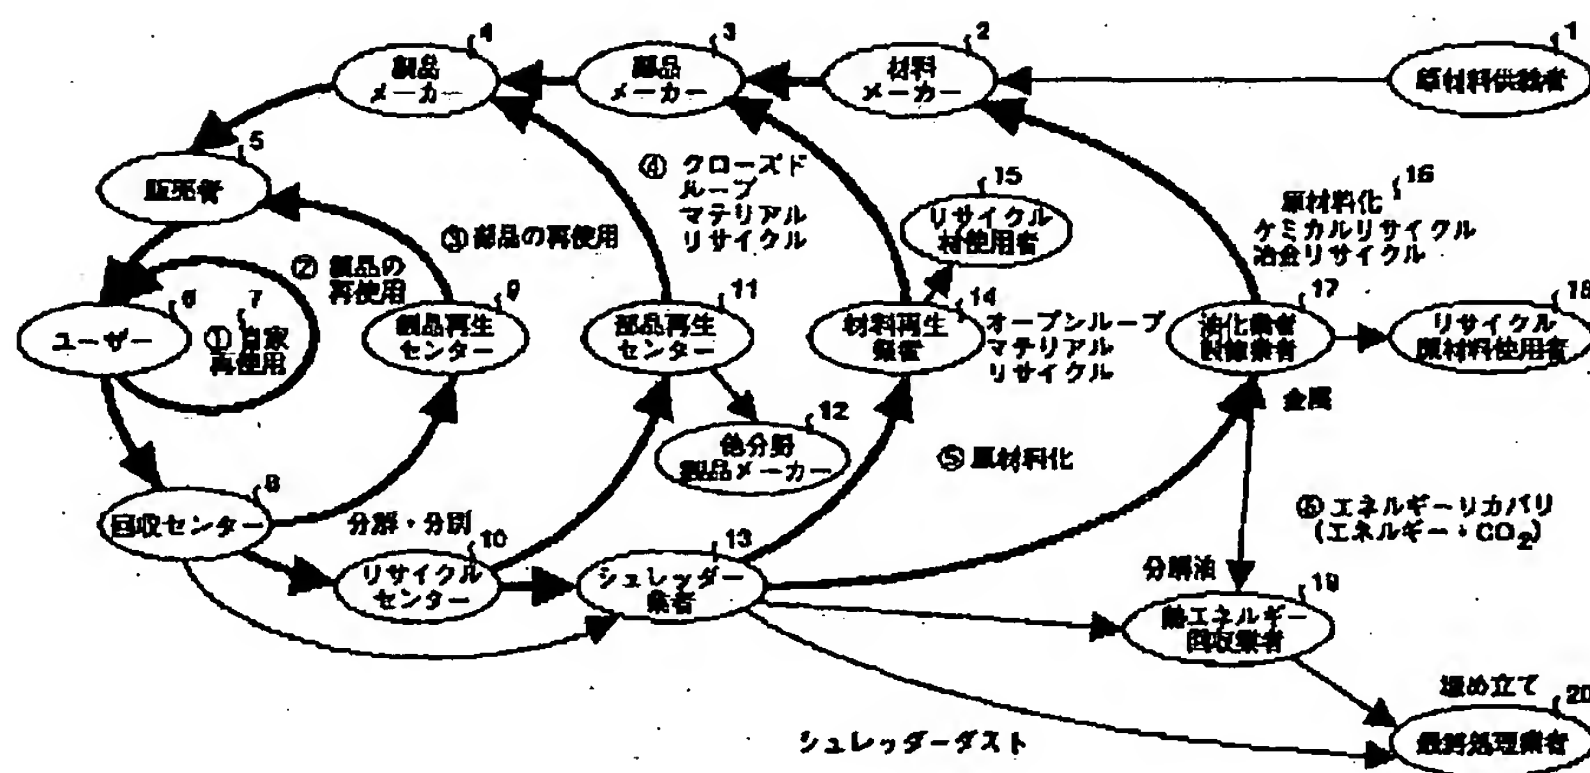 4
製品
メーカー
3
部品
メーカー
2
材料
メーカー
1
原材料供給者
5
販売者
④ クローズド
ループ
マテリアル
リサイクル
15
リサイクル
材使用者
16
原材料化
ケミカルリサイクル
冶金リサイクル
③ 部品の再使用
② 製品の
再使用
6
ユーザー
7
① 自家
再使用
9
製品再生
センター
11
部品再生
センター
14
材料再生
業者
オープンループ
マテリアル
リサイクル
17
油化業者
製錬業者
18
リサイクル
原材料使用者
金属
12
他分野
製品メーカー
⑤ 原材料化
8
回収センター
分解・分別
10
リサイクル
センター
13
シュレッダー
業者
⑥ エネルギーリカバリ
(エネルギー・CO2)
分解油
19
熱エネルギー
回収業者
埋め立て
20
最終処理業者
シュレッダーダスト